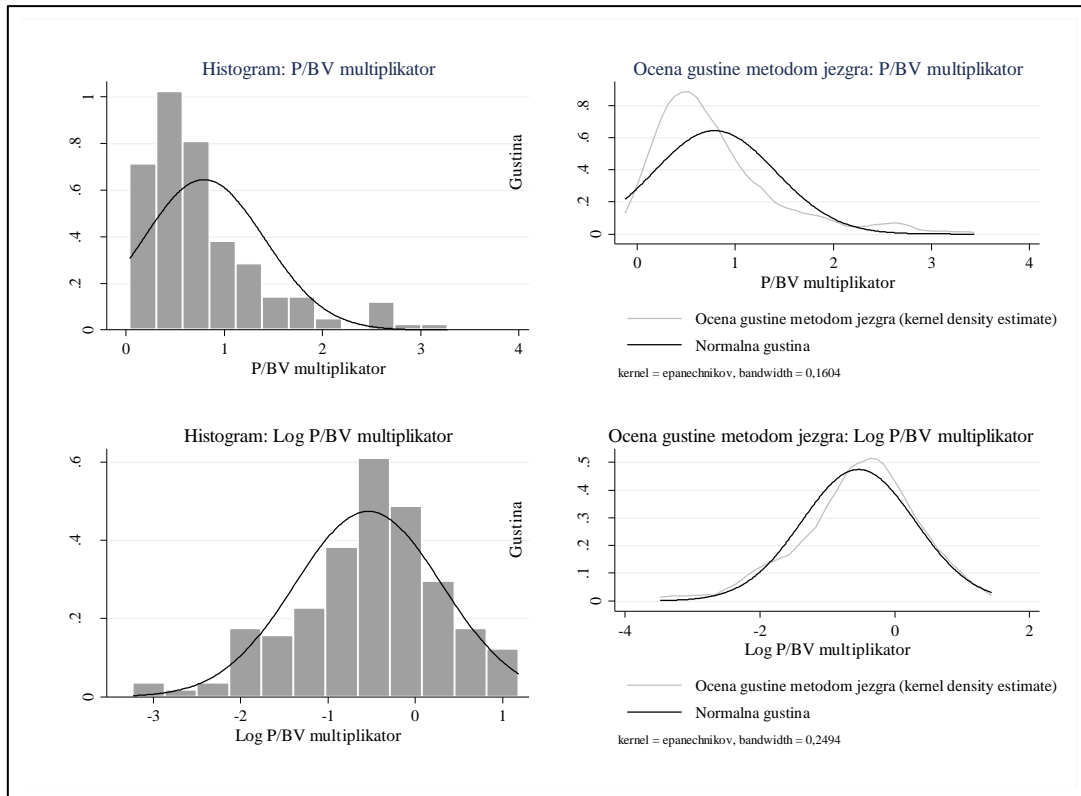 Histogram: P/BV multiplikator
0 .2 .4 .6 .8 1
0 1 2 3 4
P/BV multiplikator
Ocena gustine metodom jezgra: P/BV multiplikator
Gustina
0 .2 .4 .6 .8
0 1 2 3 4
P/BV multiplikator
Ocena gustine metodom jezgra (kernel density estimate)
Normalna gustina
kernel = epanechnikov, bandwidth = 0,1604
Histogram: Log P/BV multiplikator
0 .2 .4 .6
-3 -2 -1 0 1
Log P/BV multiplikator
Ocena gustine metodom jezgra: Log P/BV multiplikator
Gustina
0 .1 .2 .3 .4 .5
-4 -2 0 2
Log P/BV multiplikator
Ocena gustine metodom jezgra (kernel density estimate)
Normalna gustina
kernel = epanechnikov, bandwidth = 0,2494